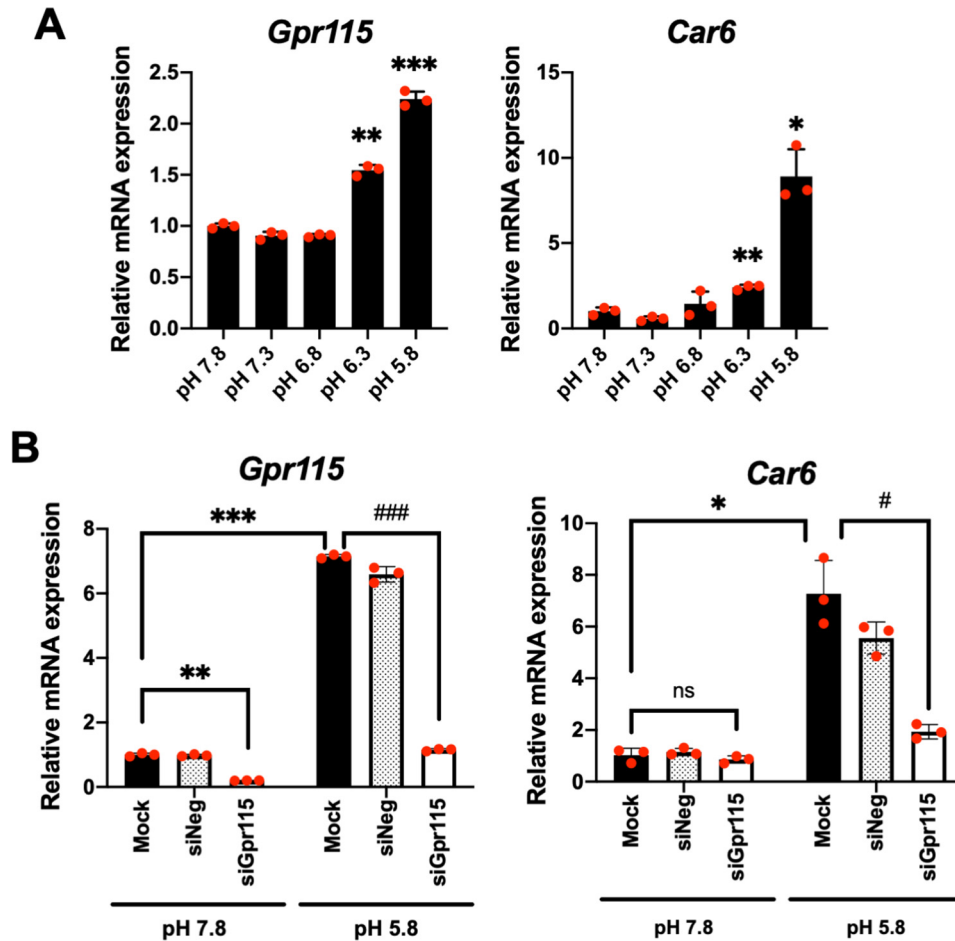 A
Gpr115
Relative mRNA expression
2.5
2.0
1.5
1.0
0.5
0.0
**
***
pH 7.8
pH 7.3
pH 6.8
pH 6.3
pH 5.8
Car6
Relative mRNA expression
15
10
5
0
**
*
pH 7.8
pH 7.3
pH 6.8
pH 6.3
pH 5.8
B
Gpr115
Relative mRNA expression
8
6
4
2
0
***
###
**
Mock
siNeg
siGpr115
Mock
siNeg
siGpr115
pH 7.8
pH 5.8
Car6
Relative mRNA expression
10
8
6
4
2
0
*
#
ns
Mock
siNeg
siGpr115
Mock
siNeg
siGpr115
pH 7.8
pH 5.8